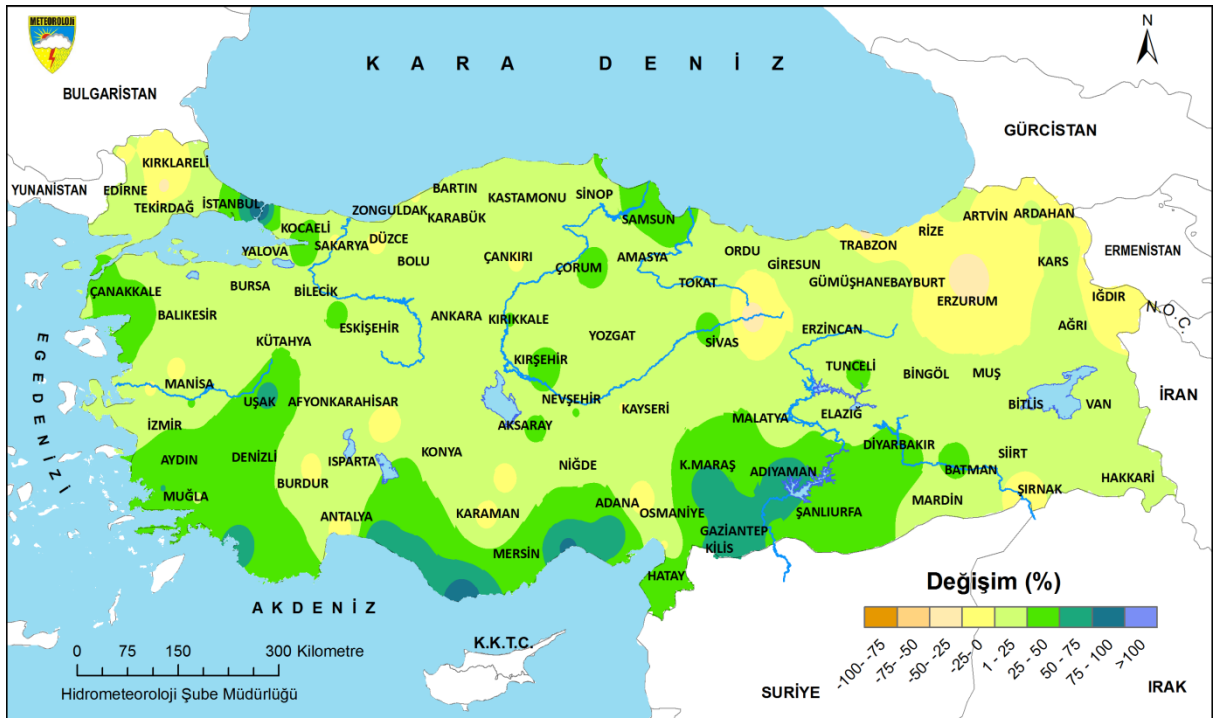 METEOROLOJİ
N
K A R A D E N İ Z
BULGARİSTAN
GÜRCİSTAN
KIRKLARELİ
YUNANİSTAN
EDİRNE
TEKİRDAĞ
İSTANBUL
KOCAELİ
YALOVA
SAKARYA
ZONGULDAK
BARTIN
KARABÜK
KASTAMONU
SİNOP
SAMSUN
DÜZCE
BOLU
ÇANKIRI
ÇORUM
AMASYA
TOKAT
ORDU
GİRESUN
TRABZON
RİZE
ARTVİN
ARDAHAN
ERMENİSTAN
KARS
GÜMÜŞHANE
BAYBURT
ERZURUM
IĞDIR
N.Ö.C.
AĞRI
ÇANAKKALE
BALIKESİR
BURSA
BİLECİK
ESKİŞEHİR
KÜTAHYA
ANKARA
KIRIKKALE
YOZGAT
SİVAS
ERZİNCAN
TUNCELİ
BİNGÖL
MUŞ
BİTLİS
VAN
İRAN
E G E D E N İ Z İ
MANİSA
UŞAK
AFYONKARAHİSAR
KIRŞEHİR
NEVŞEHİR
KAYSERİ
AKSARAY
MALATYA
ELAZIĞ
DİYARBAKIR
BATMAN
SİİRT
ŞIRNAK
HAKKARİ
MARDİN
İZMİR
AYDIN
DENİZLİ
MUĞLA
BURDUR
ISPARTA
KONYA
NİĞDE
K.MARAŞ
ADIYAMAN
ŞANLIURFA
ANTALYA
KARAMAN
MERSİN
ADANA
OSMANİYE
GAZİANTEP
KİLİS
HATAY
A K D E N İ Z
K.K.T.C.
SURİYE
IRAK
Değişim (%)
-100- -75
-75- -50
-50- -25
-25- 0
1 - 25
25 - 50
50 - 75
75 - 100
>100
0 75 150 300 Kilometre
Hidrometeoroloji Şube Müdürlüğü